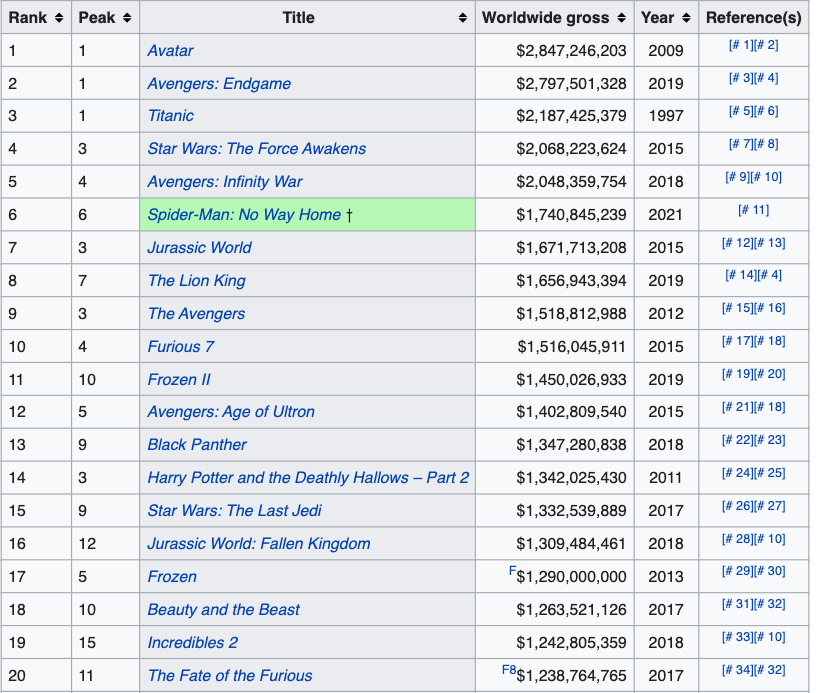 Rank Peak Title Worldwide gross Year Reference(s)
1 1 Avatar $2,847,246,203 2009 [# 1][# 2]
2 1 Avengers: Endgame $2,797,501,328 2019 [# 3][# 4]
3 1 Titanic $2,187,425,379 1997 [# 5][# 6]
4 3 Star Wars: The Force Awakens $2,068,223,624 2015 [# 7][# 8]
5 4 Avengers: Infinity War $2,048,359,754 2018 [# 9][# 10]
6 6 Spider-Man: No Way Home † $1,740,845,239 2021 [# 11]
7 3 Jurassic World $1,671,713,208 2015 [# 12][# 13]
8 7 The Lion King $1,656,943,394 2019 [# 14][# 4]
9 3 The Avengers $1,518,812,988 2012 [# 15][# 16]
10 4 Furious 7 $1,516,045,911 2015 [# 17][# 18]
11 10 Frozen II $1,450,026,933 2019 [# 19][# 20]
12 5 Avengers: Age of Ultron $1,402,809,540 2015 [# 21][# 18]
13 9 Black Panther $1,347,280,838 2018 [# 22][# 23]
14 3 Harry Potter and the Deathly Hallows – Part 2 $1,342,025,430 2011 [# 24][# 25]
15 9 Star Wars: The Last Jedi $1,332,539,889 2017 [# 26][# 27]
16 12 Jurassic World: Fallen Kingdom $1,309,484,461 2018 [# 28][# 10]
17 5 Frozen F$1,290,000,000 2013 [# 29][# 30]
18 10 Beauty and the Beast $1,263,521,126 2017 [# 31][# 32]
19 15 Incredibles 2 $1,242,805,359 2018 [# 33][# 10]
20 11 The Fate of the Furious F8$1,238,764,765 2017 [# 34][# 32]